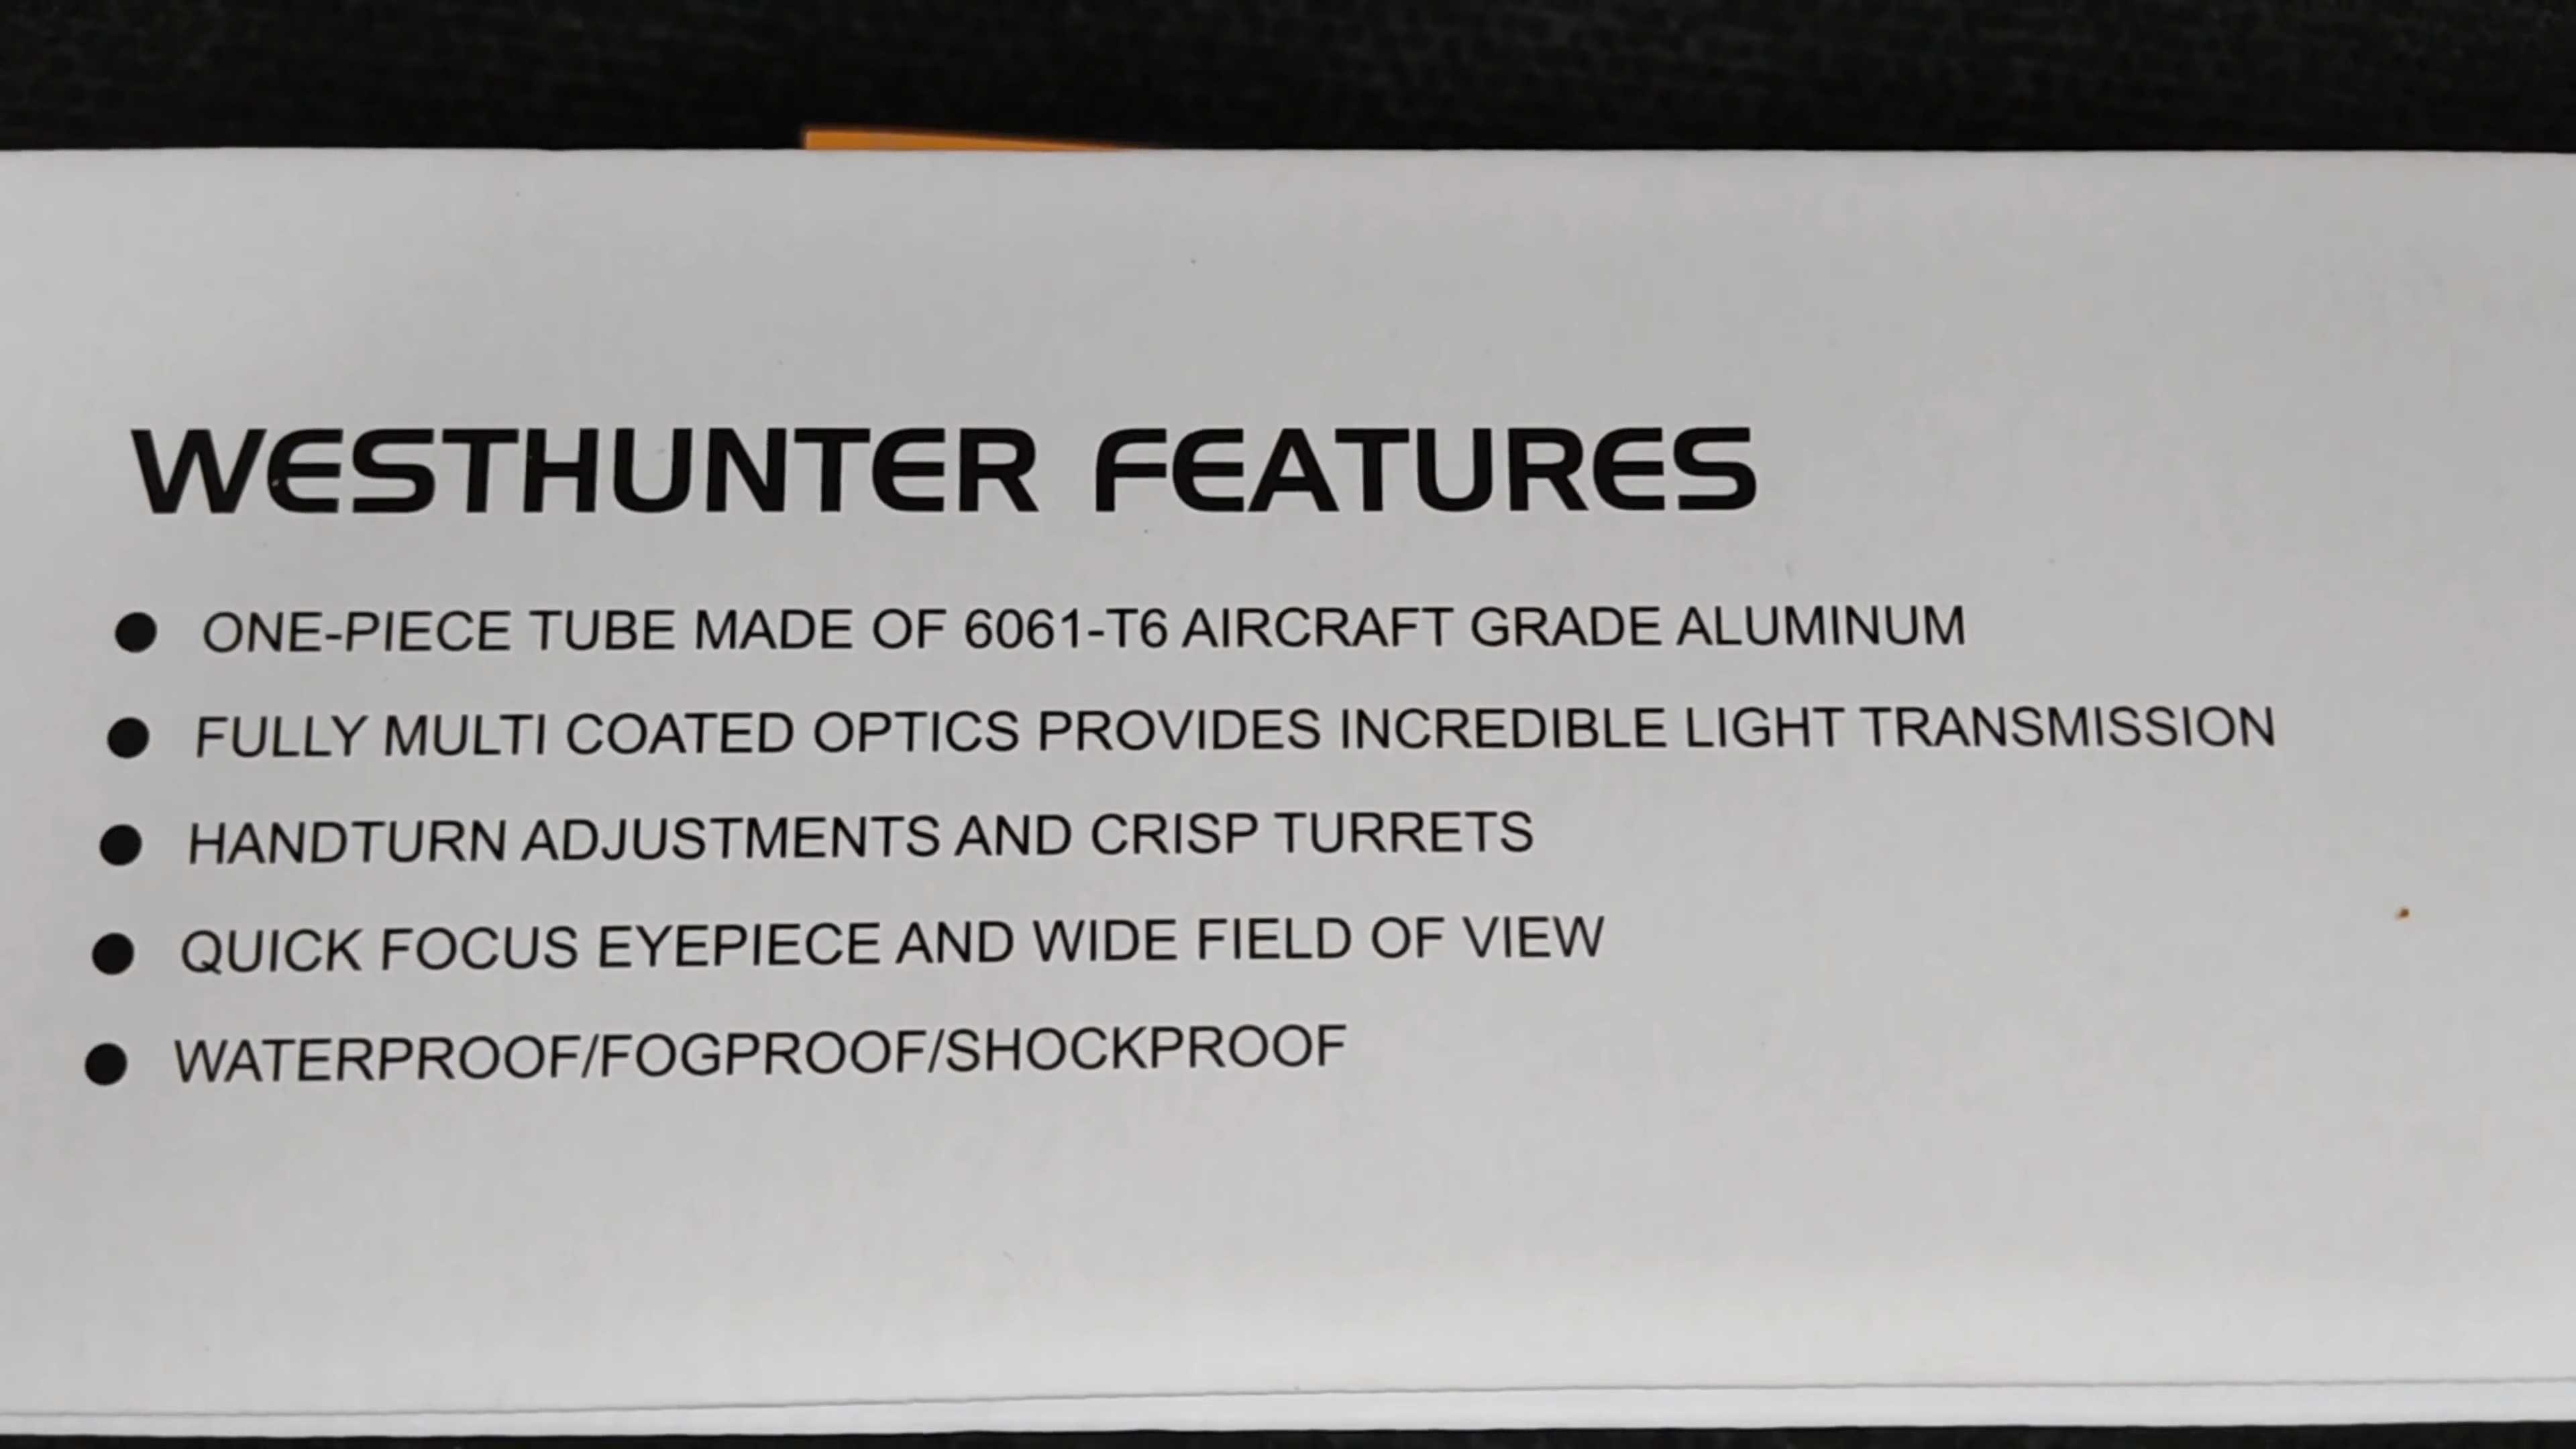 WESTHUNTER FEATURES
● ONE-PIECE TUBE MADE OF 6061-T6 AIRCRAFT GRADE ALUMINUM
● FULLY MULTI COATED OPTICS PROVIDES INCREDIBLE LIGHT TRANSMISSION
● HANDTURN ADJUSTMENTS AND CRISP TURRETS
● QUICK FOCUS EYEPIECE AND WIDE FIELD OF VIEW
● WATERPROOF/FOGPROOF/SHOCKPROOF